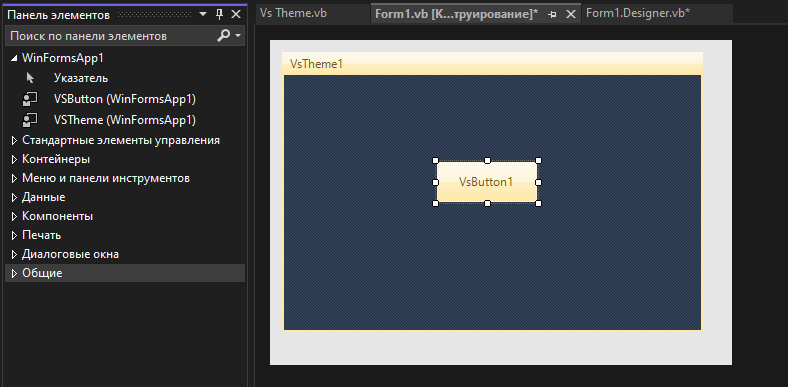 Панель элементов
Vs Theme.vb
Form1.vb [К...труирование]*
Form1.Designer.vb*
Поиск по панели элементов
WinFormsApp1
Указатель
VSButton (WinFormsApp1)
VSTheme (WinFormsApp1)
Стандартные элементы управления
Контейнеры
Меню и панели инструментов
Данные
Компоненты
Печать
Диалоговые окна
Общие
VsTheme1
VsButton1